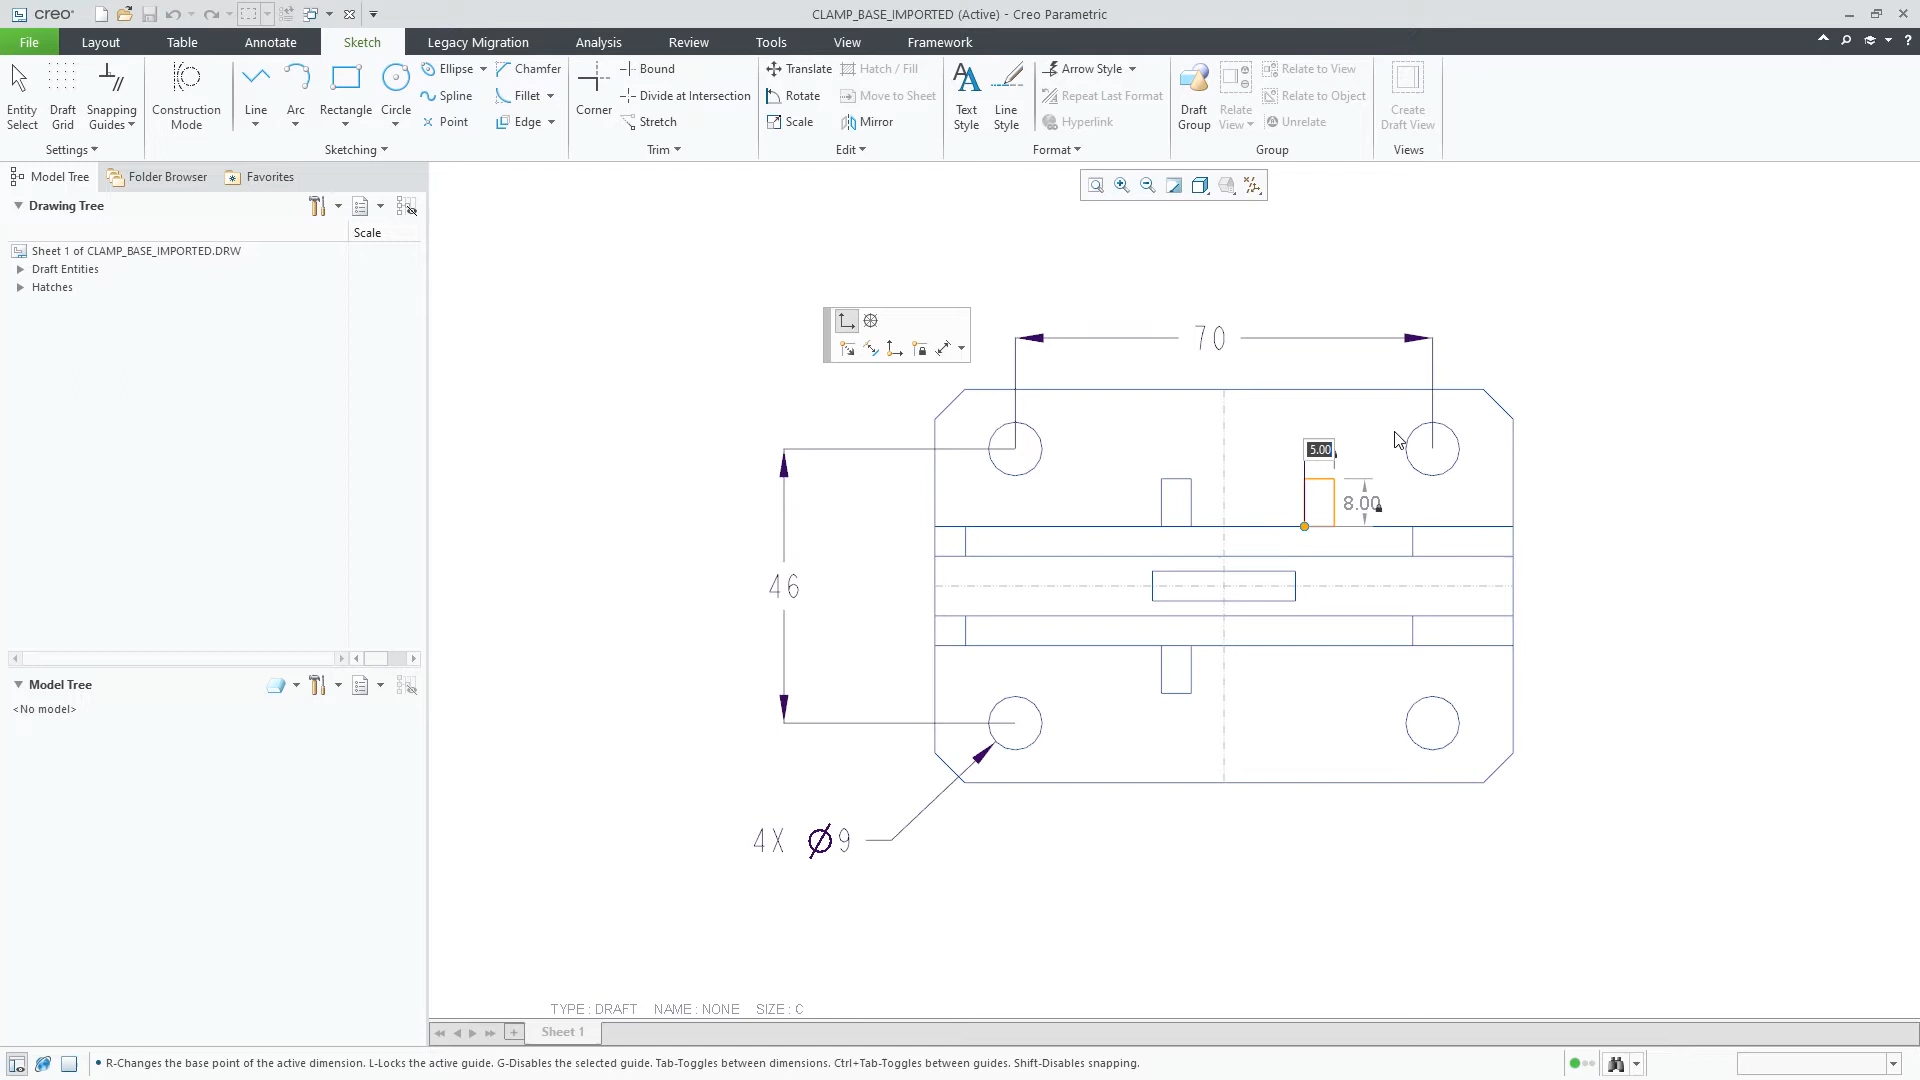 creo
CLAMP_BASE_IMPORTED (Active) - Creo Parametric
File Layout Table Annotate Sketch Legacy Migration Analysis Review Tools View Framework
Entity Select
Draft Grid
Snapping Guides
Settings
Construction Mode
Line
Arc
Rectangle
Circle
Ellipse
Spline
Point
Chamfer
Fillet
Edge
Sketching
Corner
Bound
Divide at Intersection
Stretch
Trim
Translate
Rotate
Scale
Hatch / Fill
Move to Sheet
Mirror
Edit
Text Style
Line Style
Arrow Style
Repeat Last Format
Hyperlink
Format
Draft Group
Relate View
Relate to View
Relate to Object
Unrelate
Group
Create Draft View
Views
Model Tree Folder Browser Favorites
Drawing Tree
Scale
Sheet 1 of CLAMP_BASE_IMPORTED.DRW
Draft Entities
Hatches
Model Tree
<No model>
70
5.00
8.00
46
4X Ø9
TYPE : DRAFT NAME : NONE SIZE : C
Sheet 1
• R-Changes the base point of the active dimension. L-Locks the active guide. G-Disables the selected guide. Tab-Toggles between dimensions. Ctrl+Tab-Toggles between guides. Shift-Disables snapping.